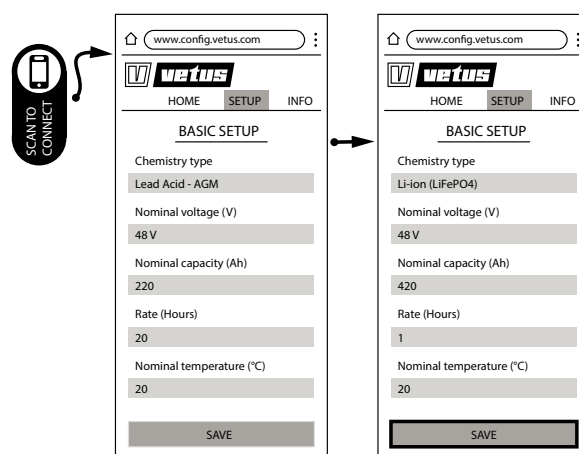 SCAN TO
CONNECT
www.config.vetus.com
V vetus
HOME SETUP INFO
BASIC SETUP
Chemistry type
Lead Acid - AGM
Nominal voltage (V)
48 V
Nominal capacity (Ah)
220
Rate (Hours)
20
Nominal temperature (°C)
20
SAVE
www.config.vetus.com
V vetus
HOME SETUP INFO
BASIC SETUP
Chemistry type
Li-ion (LiFePO4)
Nominal voltage (V)
48 V
Nominal capacity (Ah)
420
Rate (Hours)
1
Nominal temperature (°C)
20
SAVE